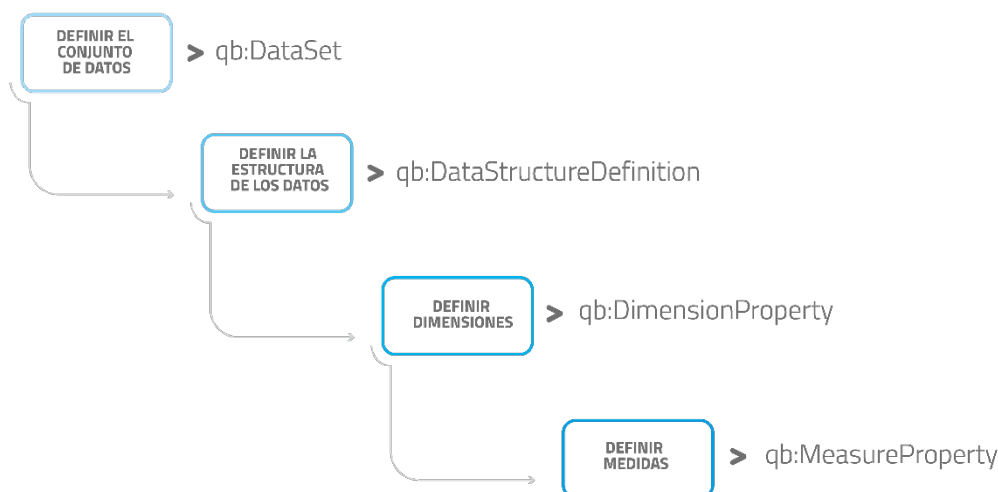 DEFINIR EL
CONJUNTO
DE DATOS
> qb:DataSet
DEFINIR LA
ESTRUCTURA
DE LOS DATOS
> qb:DataStructureDefinition
DEFINIR
DIMENSIONES
> qb:DimensionProperty
DEFINIR
MEDIDAS
> qb:MeasureProperty